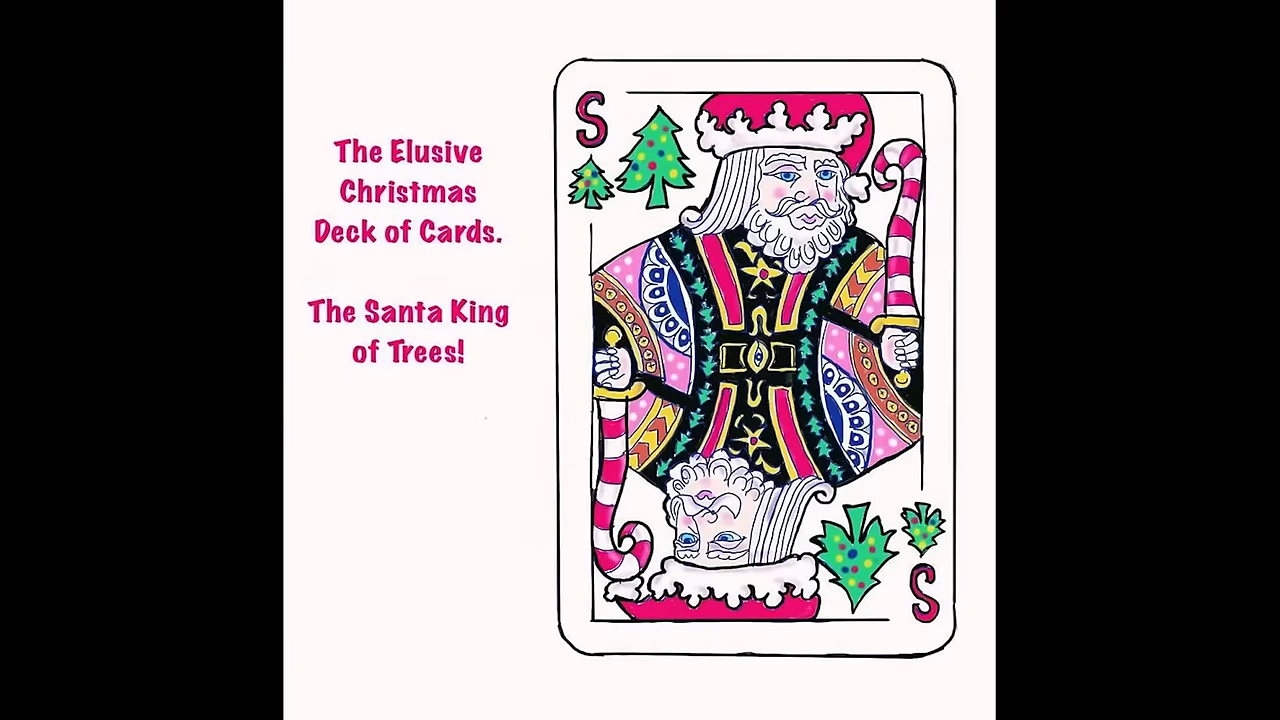 The Elusive
Christmas
Deck of Cards.
The Santa King
of Trees!
S
S